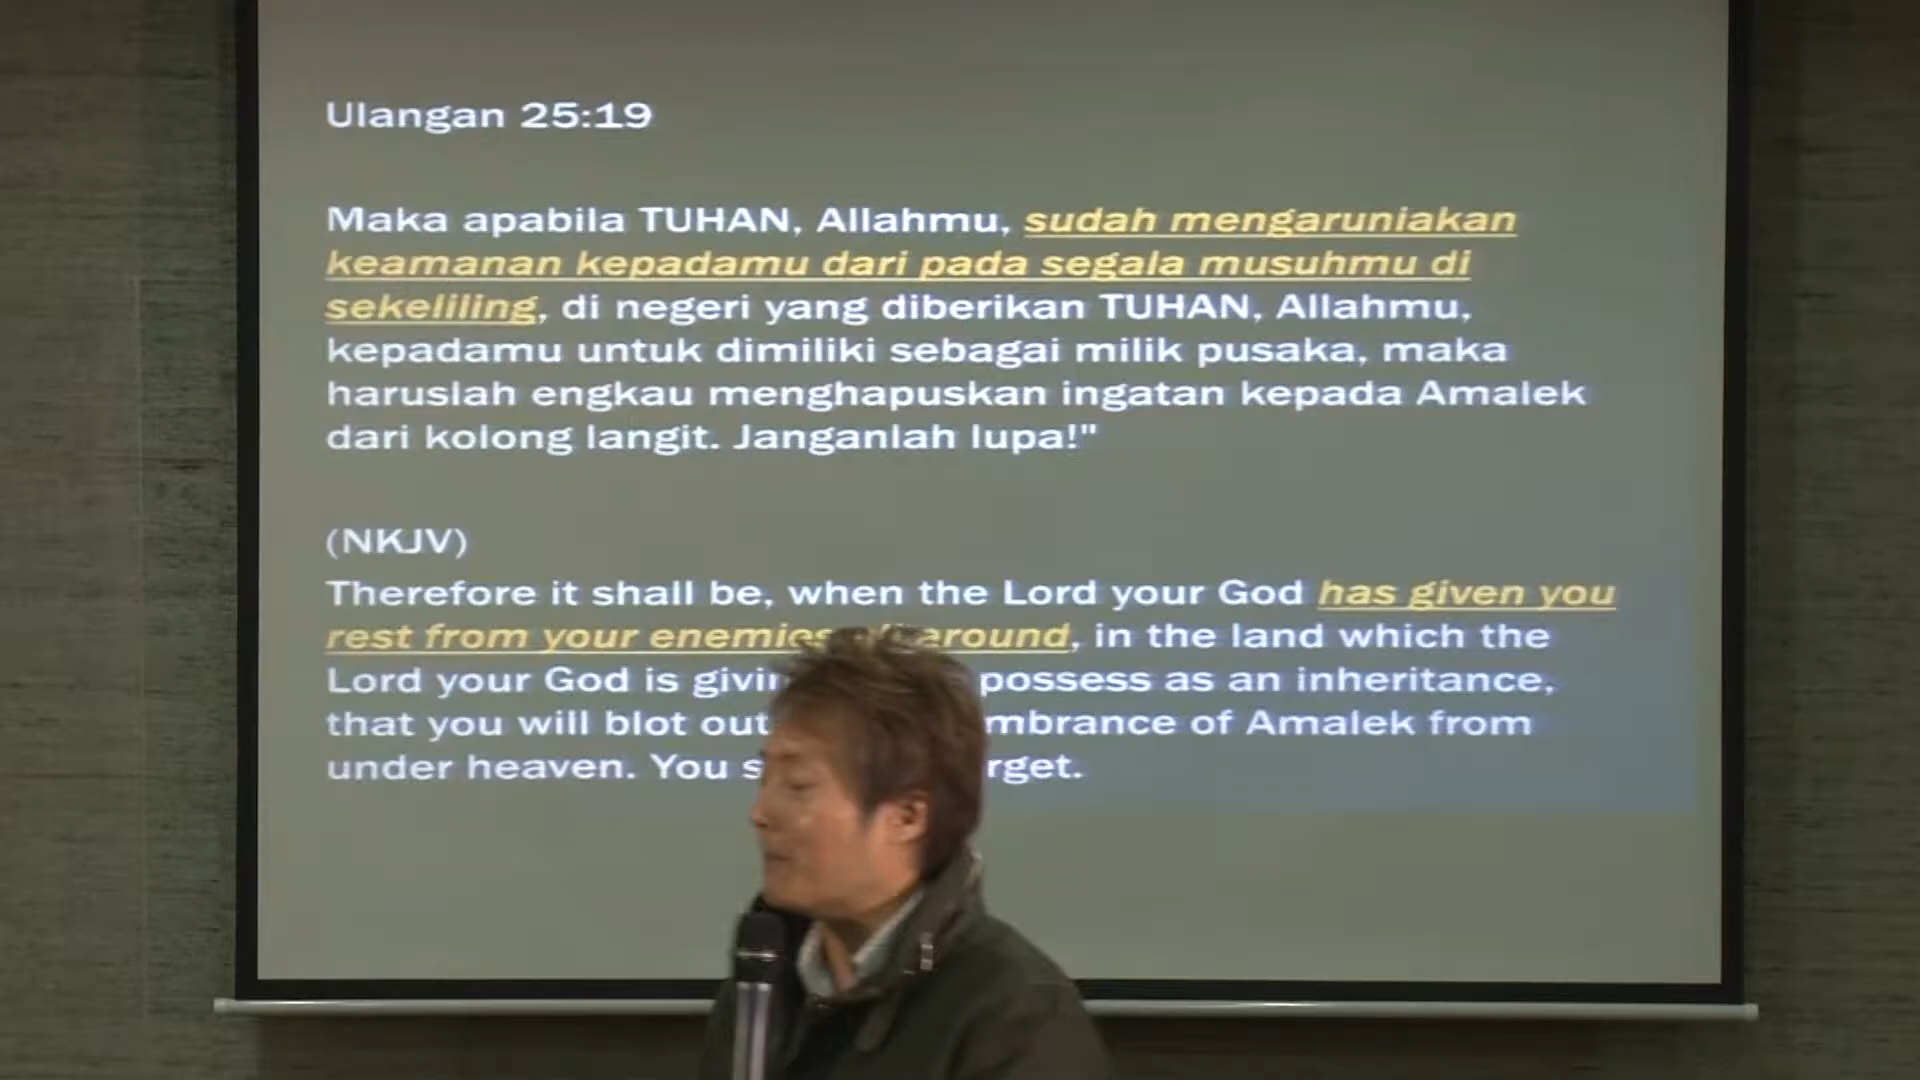 Ulangan 25:19
Maka apabila TUHAN, Allahmu, sudah mengaruniakan
keamanan kepadamu dari pada segala musuhmu di
sekeliling, di negeri yang diberikan TUHAN, Allahmu,
kepadamu untuk dimiliki sebagai milik pusaka, maka
haruslah engkau menghapuskan ingatan kepada Amalek
dari kolong langit. Janganlah lupa!"
(NKJV)
Therefore it shall be, when the Lord your God has given you
rest from your enemies around, in the land which the
Lord your God is possess as an inheritance,
that you will blot out of Amalek from
under heaven. You